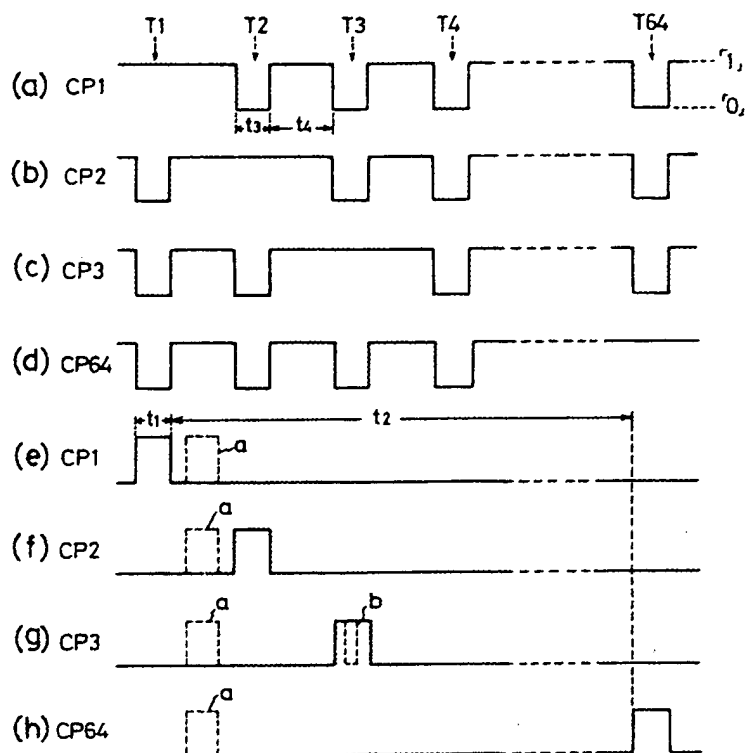 T1 T2 T3 T4 T64
(a) CP1 「1」
「0」
t3 t4
(b) CP2
(c) CP3
(d) CP64
t1 t2
(e) CP1 a
(f) CP2 a
(g) CP3 a b
(h) CP64 a